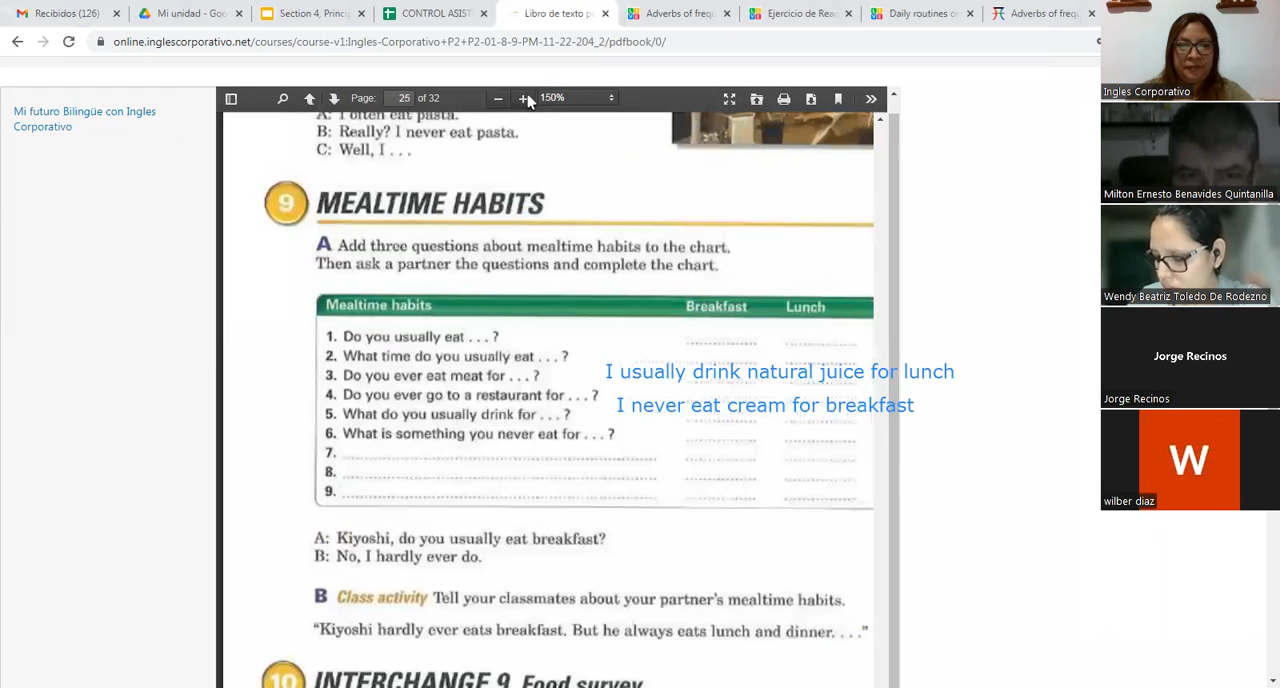 Recibidos (126)
Mi unidad - Goo
Section 4, Princi
CONTROL ASIST
Libro de texto p
Adverbs of frequ
Ejercicio de Rea
Daily routines o
Adverbs of frequ
online.inglescorporativo.net/courses/course-v1:Ingles-Corporativo+P2+P2-01-8-9-PM-11-22-204_2/pdfbook/0/
Mi futuro Bilingüe con Ingles
Corporativo
Page: 25 of 32
150%
A: I often eat pasta.
B: Really? I never eat pasta.
C: Well, I . . .
9 MEALTIME HABITS
A Add three questions about mealtime habits to the chart.
Then ask a partner the questions and complete the chart.
Mealtime habits Breakfast Lunch
1. Do you usually eat . . . ?
2. What time do you usually eat . . . ?
3. Do you ever eat meat for . . . ?
4. Do you ever go to a restaurant for . . . ?
5. What do you usually drink for . . . ?
6. What is something you never eat for . . . ?
7.
8.
9.
I usually drink natural juice for lunch
I never eat cream for breakfast
A: Kiyoshi, do you usually eat breakfast?
B: No, I hardly ever do.
B Class activity Tell your classmates about your partner's mealtime habits.
"Kiyoshi hardly ever eats breakfast. But he always eats lunch and dinner. . . ."
10 INTERCHANGE 9 Food survey
Ingles Corporativo
Milton Ernesto Benavides Quintanilla
Wendy Beatriz Toledo De Rodezno
Jorge Recinos
Jorge Recinos
W
wilber diaz